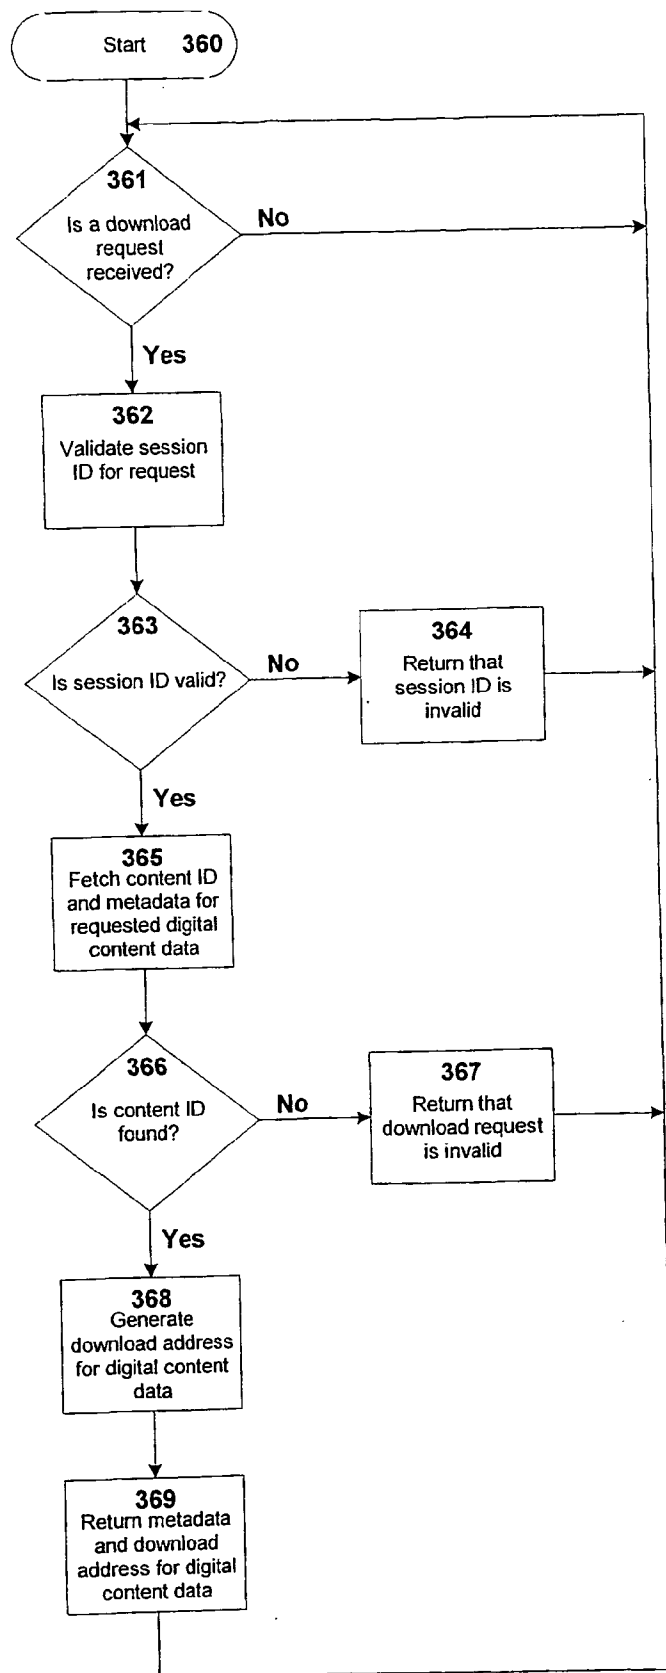 Start 360
361
Is a download
request
received?
No
Yes
362
Validate session
ID for request
363
Is session ID valid?
No
364
Return that
session ID is
invalid
Yes
365
Fetch content ID
and metadata for
requested digital
content data
366
Is content ID
found?
No
367
Return that
download request
is invalid
Yes
368
Generate
download address
for digital content
data
369
Return metadata
and download
address for digital
content data